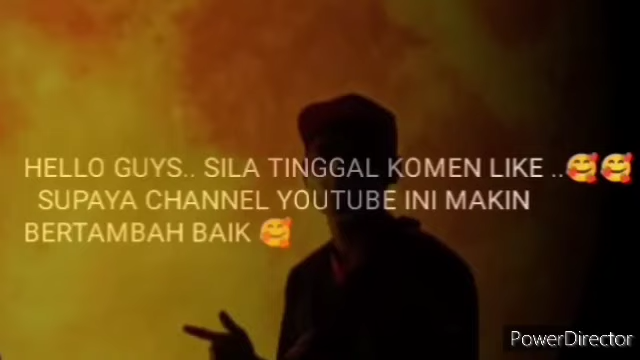 HELLO GUYS.. SILA TINGGAL KOMEN LIKE ..🥰🥰
SUPAYA CHANNEL YOUTUBE INI MAKIN
BERTAMBAH BAIK 🥰
PowerDirector